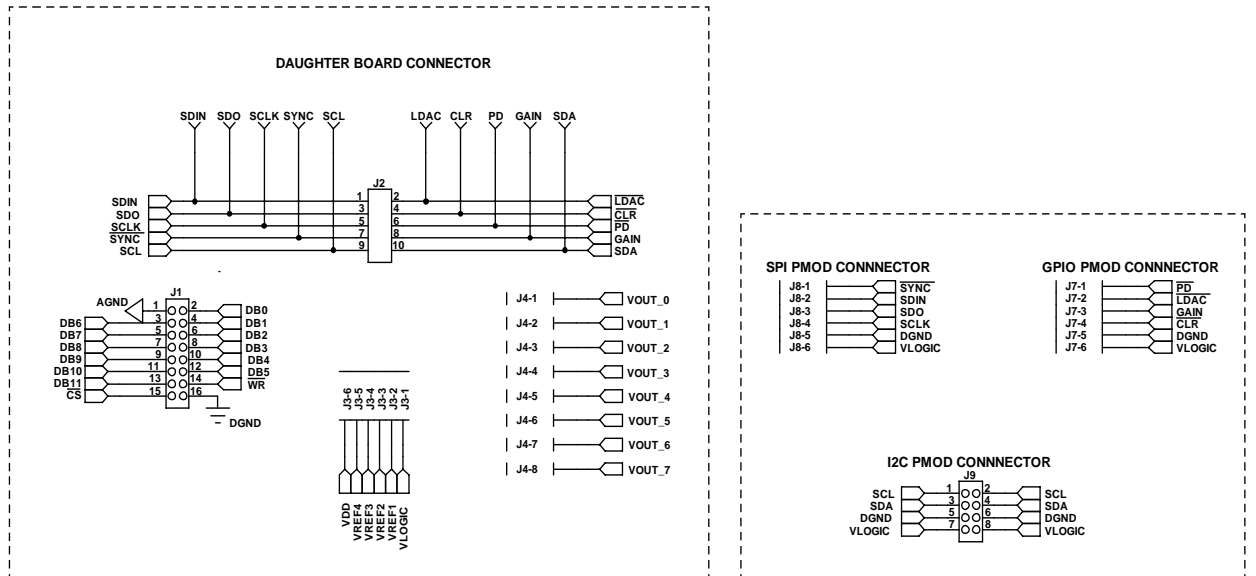 DAUGHTER BOARD CONNECTOR
SDIN SDO SCLK SYNC SCL LDAC CLR PD GAIN SDA
J2
SDIN 1 2 LDAC
SDO 3 4 CLR
SCLK 5 6 PD
SYNC 7 8 GAIN
SCL 9 10 SDA
J1
AGND 1 2 DB0
DB6 3 4 DB1
DB7 5 6 DB2
DB8 7 8 DB3
DB9 9 10 DB4
DB10 11 12 DB5
DB11 13 14 WR
CS 15 16
DGND
J3-6 J3-5 J3-4 J3-3 J3-2 J3-1
VDD VREF4 VREF3 VREF2 VREF1 VLOGIC
J4-1 VOUT_0
J4-2 VOUT_1
J4-3 VOUT_2
J4-4 VOUT_3
J4-5 VOUT_4
J4-6 VOUT_5
J4-7 VOUT_6
J4-8 VOUT_7
SPI PMOD CONNNECTOR
J8-1 SYNC
J8-2 SDIN
J8-3 SDO
J8-4 SCLK
J8-5 DGND
J8-6 VLOGIC
GPIO PMOD CONNNECTOR
J7-1 PD
J7-2 LDAC
J7-3 GAIN
J7-4 CLR
J7-5 DGND
J7-6 VLOGIC
I2C PMOD CONNNECTOR
J9
SCL 1 2 SCL
SDA 3 4 SDA
DGND 5 6 DGND
VLOGIC 7 8 VLOGIC